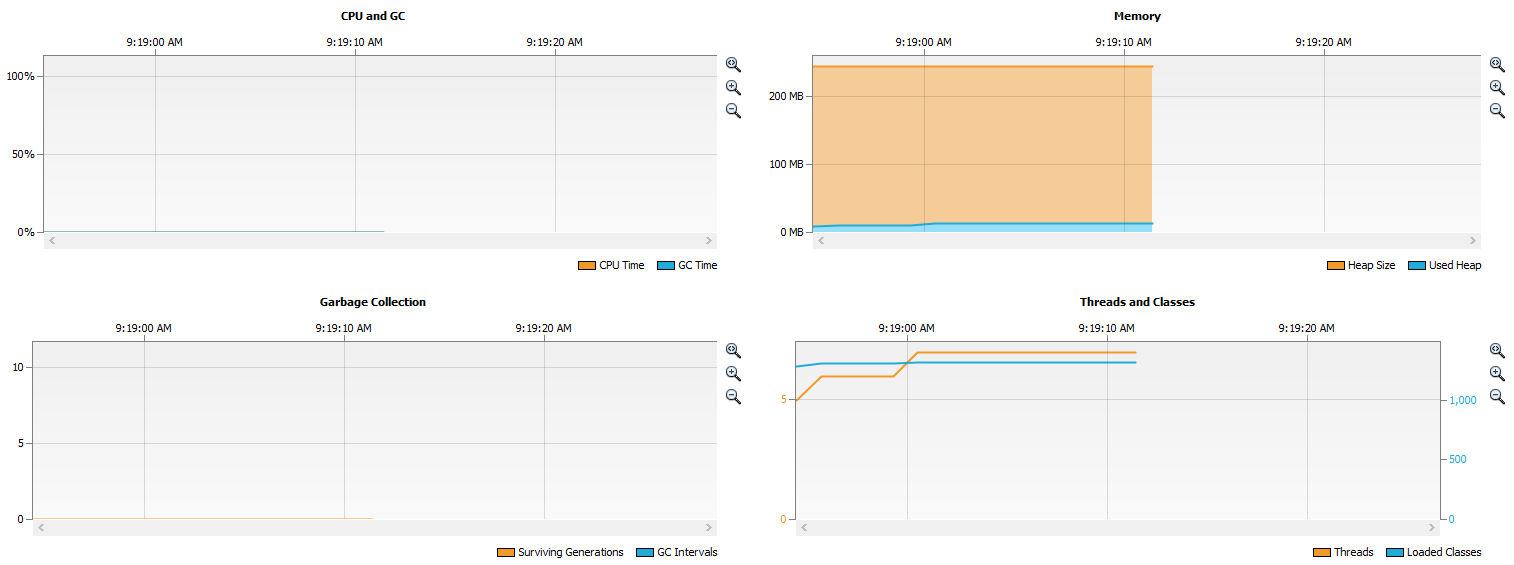 CPU and GC
9:19:00 AM 9:19:10 AM 9:19:20 AM
100%
50%
0%
CPU Time GC Time
Memory
9:19:00 AM 9:19:10 AM 9:19:20 AM
200 MB
100 MB
0 MB
Heap Size Used Heap
Garbage Collection
9:19:00 AM 9:19:10 AM 9:19:20 AM
10
5
0
Surviving Generations GC Intervals
Threads and Classes
9:19:00 AM 9:19:10 AM 9:19:20 AM
5 1,000
500
0 0
Threads Loaded Classes